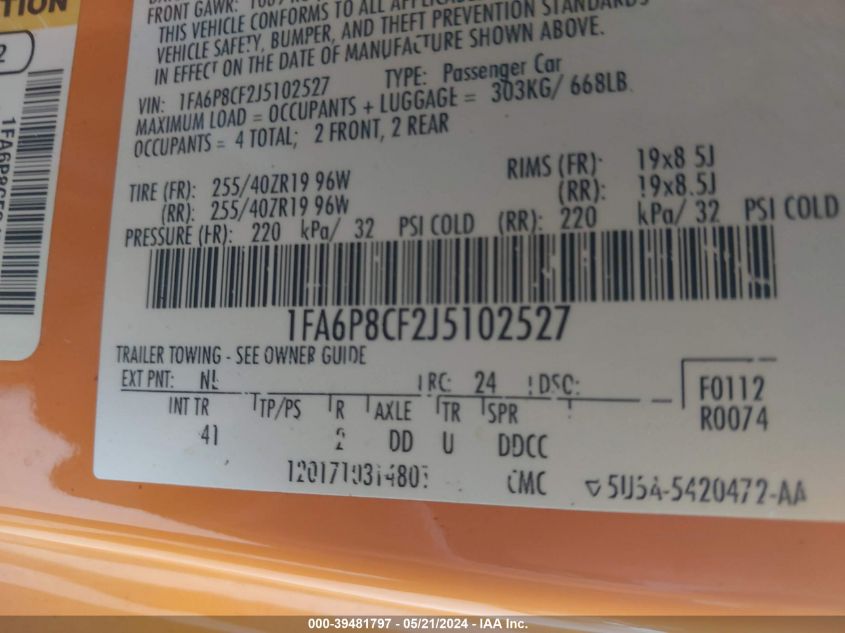 TION
2
1FA6P8CF2
FRONT GAWR:
THIS VEHICLE CONFORMS TO ALL
VEHICLE SAFETY, BUMPER, AND THEFT PREVENTION STANDARDS
IN EFFECT ON THE DATE OF MANUFACTURE SHOWN ABOVE.
VIN: 1FA6P8CF2J5102527 TYPE: Passenger Car
MAXIMUM LOAD = OCCUPANTS + LUGGAGE = 303KG/ 668LB
OCCUPANTS = 4 TOTAL; 2 FRONT, 2 REAR
TIRE (FR): 255/40ZR19 96W RIMS (FR): 19x8.5J
(RR): 255/40ZR19 96W (RR): 19x8.5J
PRESSURE (FR): 220 kPa/ 32 PSI COLD (RR): 220 kPa/ 32 PSI COLD
1FA6P8CF2J5102527
TRAILER TOWING - SEE OWNER GUIDE
EXT PNT: NL RC: 24 DSO: F0112
INT TR TP/PS R AXLE TR SPR R0074
41 2 DD U DDCC
CMC 5U5A-5420472-AA
000-39481797 - 05/21/2024 - IAA Inc.